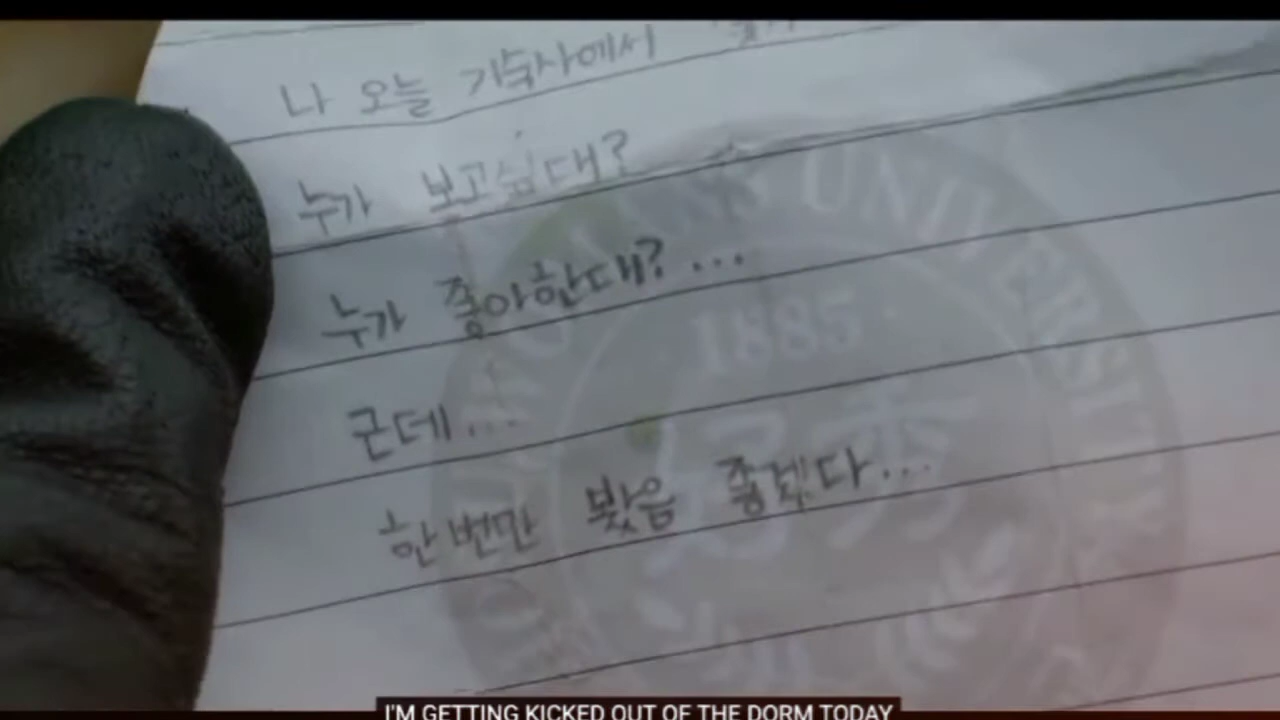 나 오늘 기숙사에서
누가 보고싶대?
누가 좋아한대? ...
근데...
한번만 봤음 좋겠다...
UNIVERSITY
1885
I'M GETTING KICKED OUT OF THE DORM TODAY